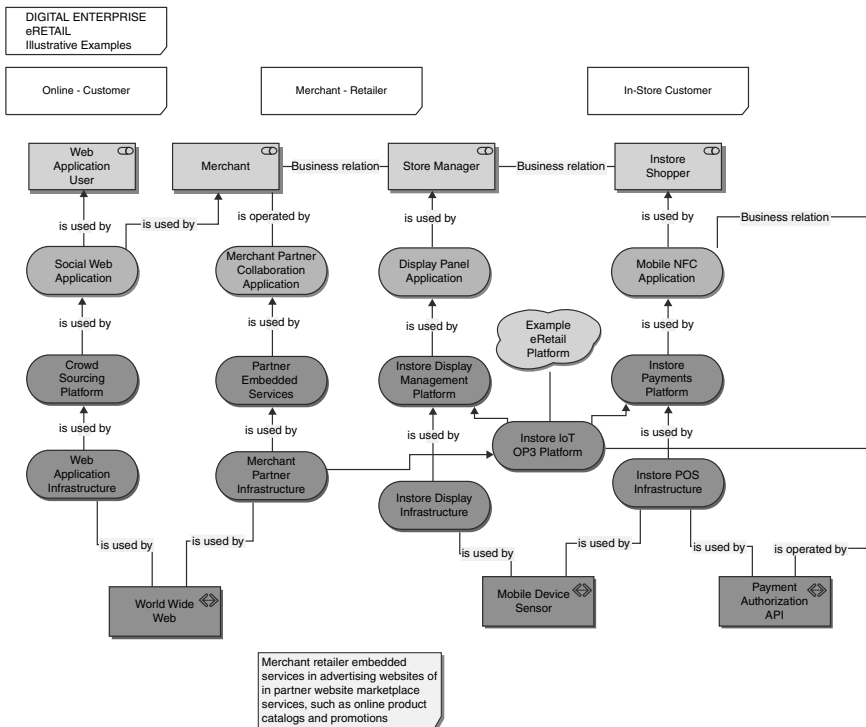 DIGITAL ENTERPRISE
eRETAIL
Illustrative Examples
Online - Customer
Merchant - Retailer
In-Store Customer
Web
Application
User
Merchant
Business relation
Store Manager
Business relation
Instore
Shopper
is used by
is used by
is operated by
is used by
is used by
Business relation
Social Web
Application
Merchant Partner
Collaboration
Application
Display Panel
Application
Mobile NFC
Application
is used by
is used by
is used by
is used by
Example
eRetail
Platform
Crowd
Sourcing
Platform
Partner
Embedded
Services
Instore Display
Management
Platform
Instore
Payments
Platform
is used by
is used by
is used by
is used by
Instore IoT
OP3 Platform
Web
Application
Infrastructure
Merchant
Partner
Infrastructure
Instore Display
Infrastructure
Instore POS
Infrastructure
is used by
is used by
is used by
is used by
is used by
is operated by
World Wide
Web
Mobile Device
Sensor
Payment
Authorization
API
Merchant retailer embedded
services in advertising websites of
in partner website marketplace
services, such as online product
catalogs and promotions